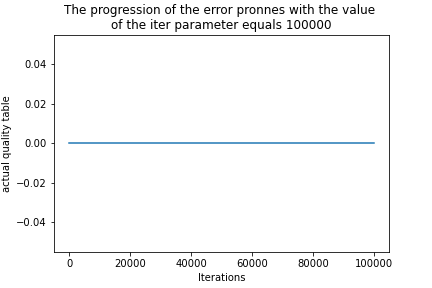 The progression of the error pronnes with the value
of the iter parameter equals 100000
actual quality table
0.04
0.02
0.00
−0.02
−0.04
0
20000
40000
60000
80000
100000
Iterations